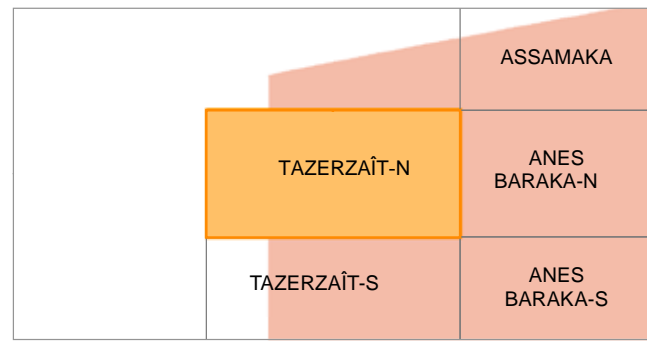 ASSAMAKA
TAZERZAÎT-N
ANES
BARAKA-N
TAZERZAÎT-S
ANES
BARAKA-S